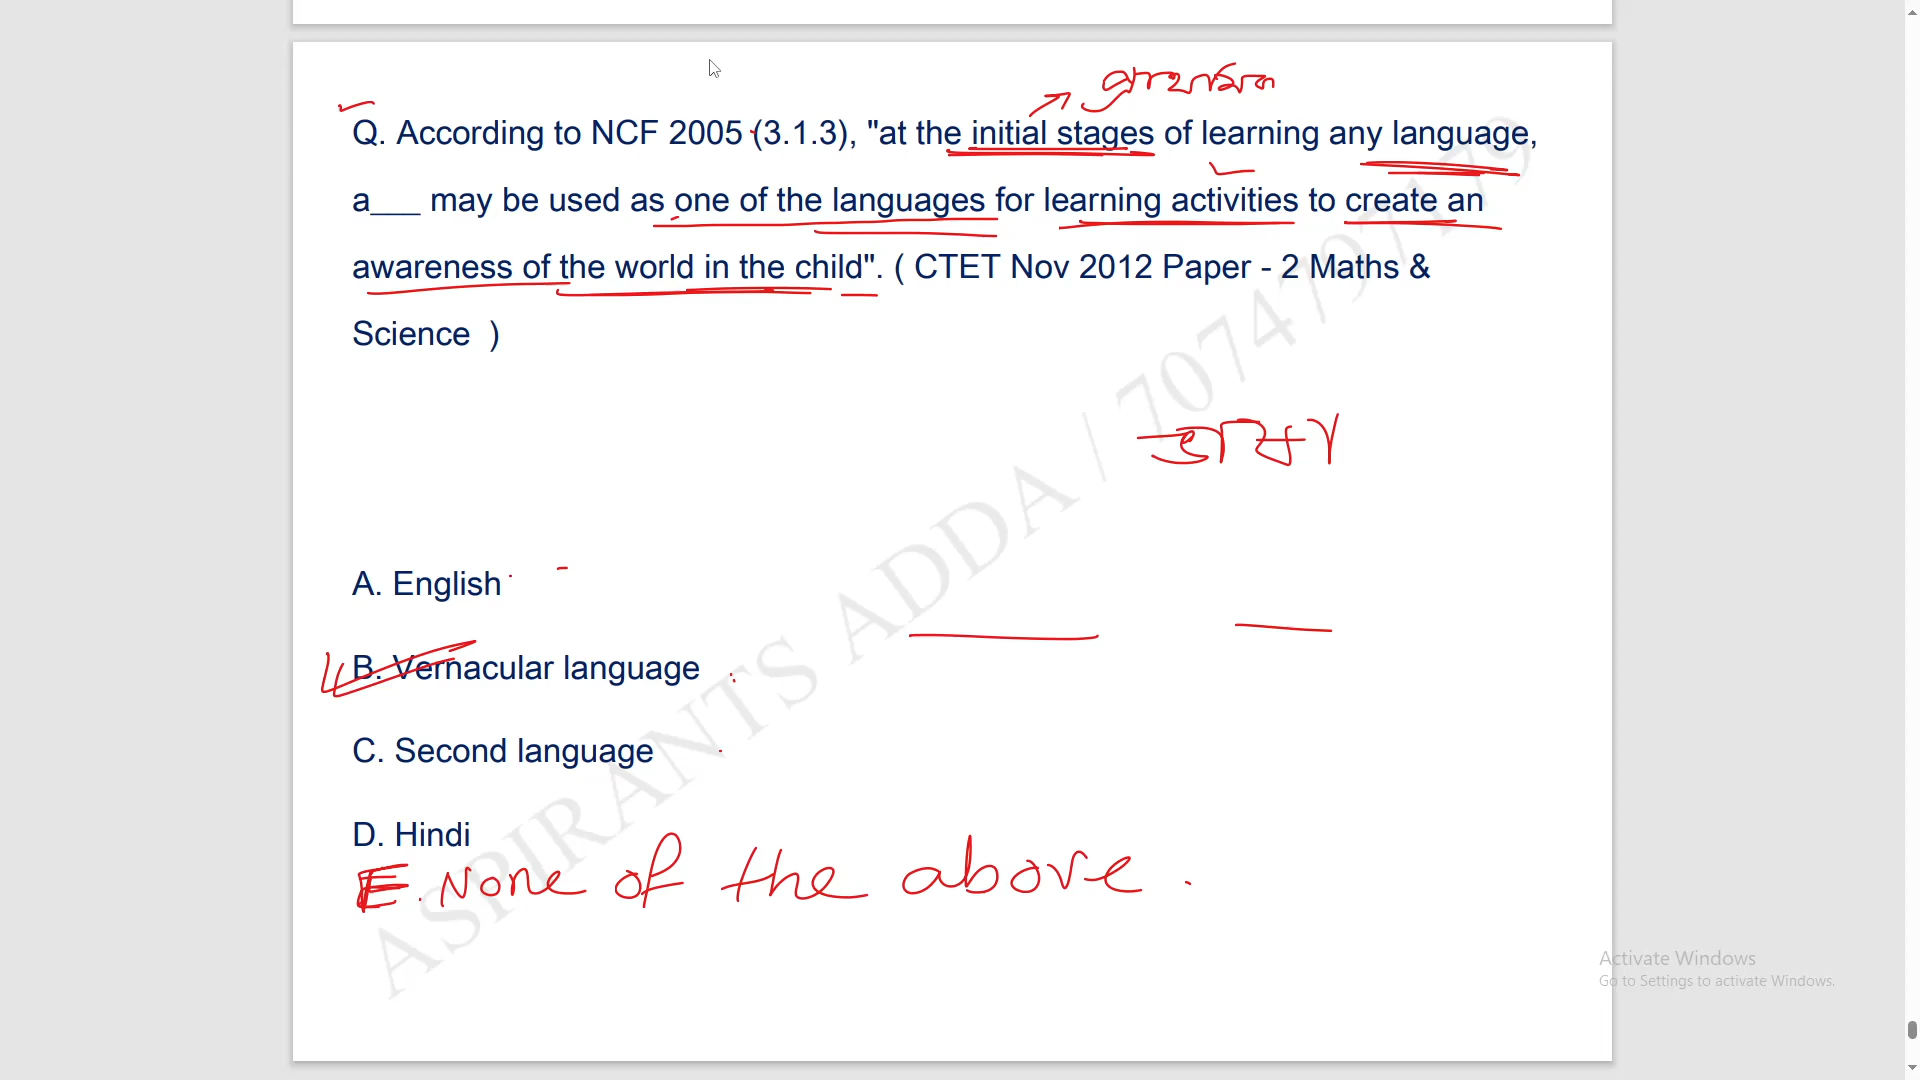 प्रारम्भिक
Q. According to NCF 2005 (3.1.3), "at the initial stages of learning any language,
a___ may be used as one of the languages for learning activities to create an
awareness of the world in the child". ( CTET Nov 2012 Paper - 2 Maths &
Science )
A. English
B. Vernacular language
C. Second language
D. Hindi
E. None of the above.
ASPIRANTS ADDA / 7074797179
Activate Windows
Go to Settings to activate Windows.